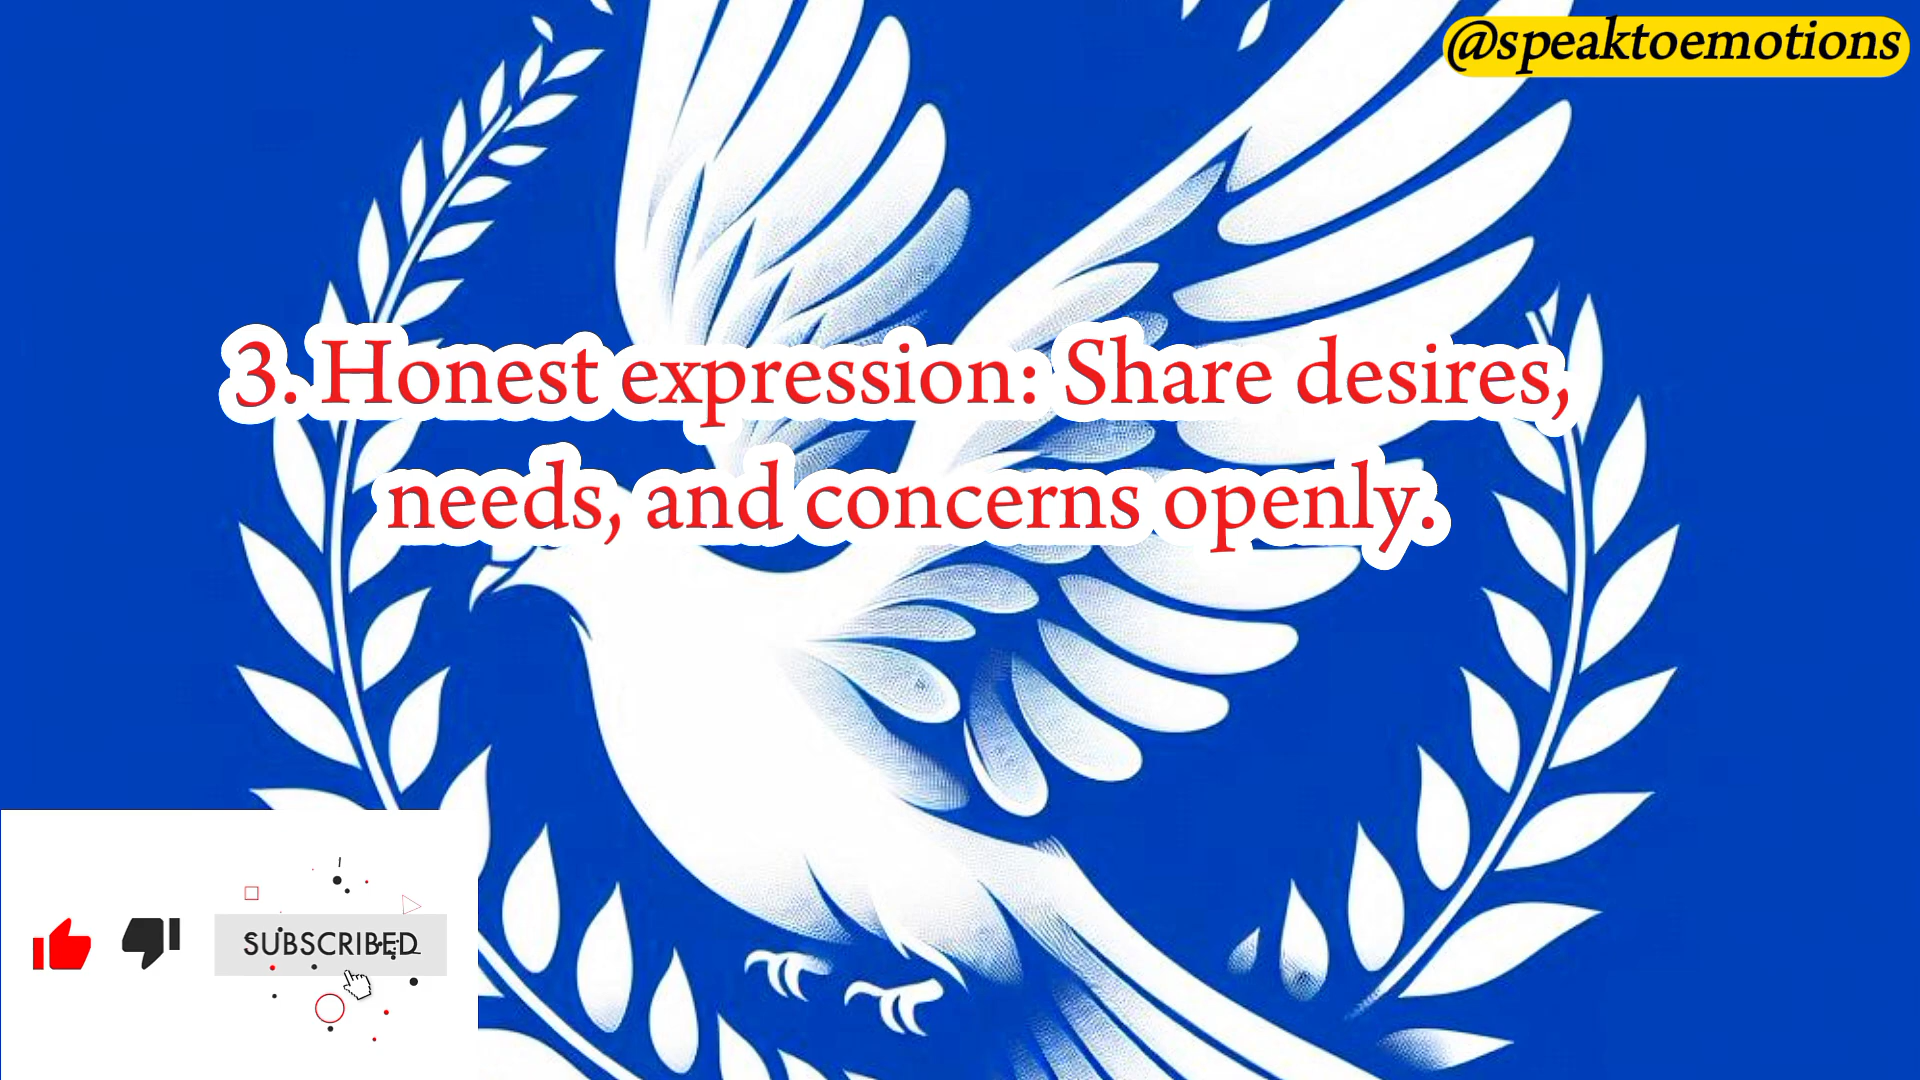 @speaktoemotions
3. Honest expression: Share desires,
needs, and concerns openly.
SUBSCRIBED